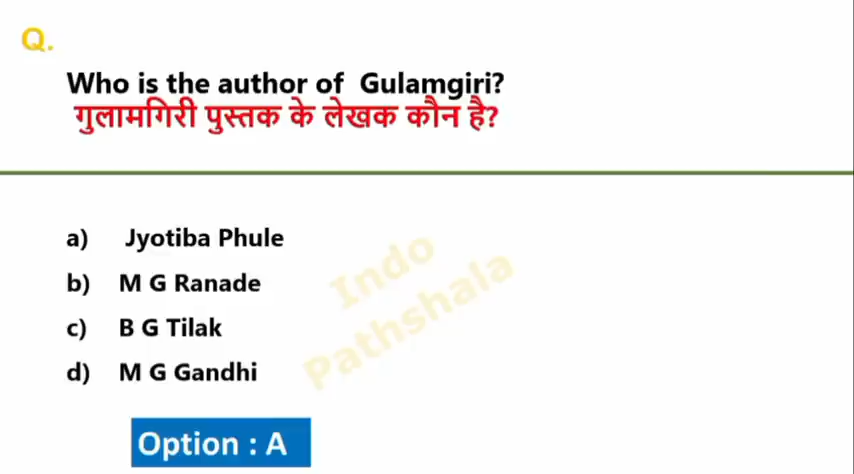 Q.
Who is the author of Gulamgiri?
गुलामगिरी पुस्तक के लेखक कौन है?
a) Jyotiba Phule
b) M G Ranade
c) B G Tilak
d) M G Gandhi
Indo
Pathshala
Option : A